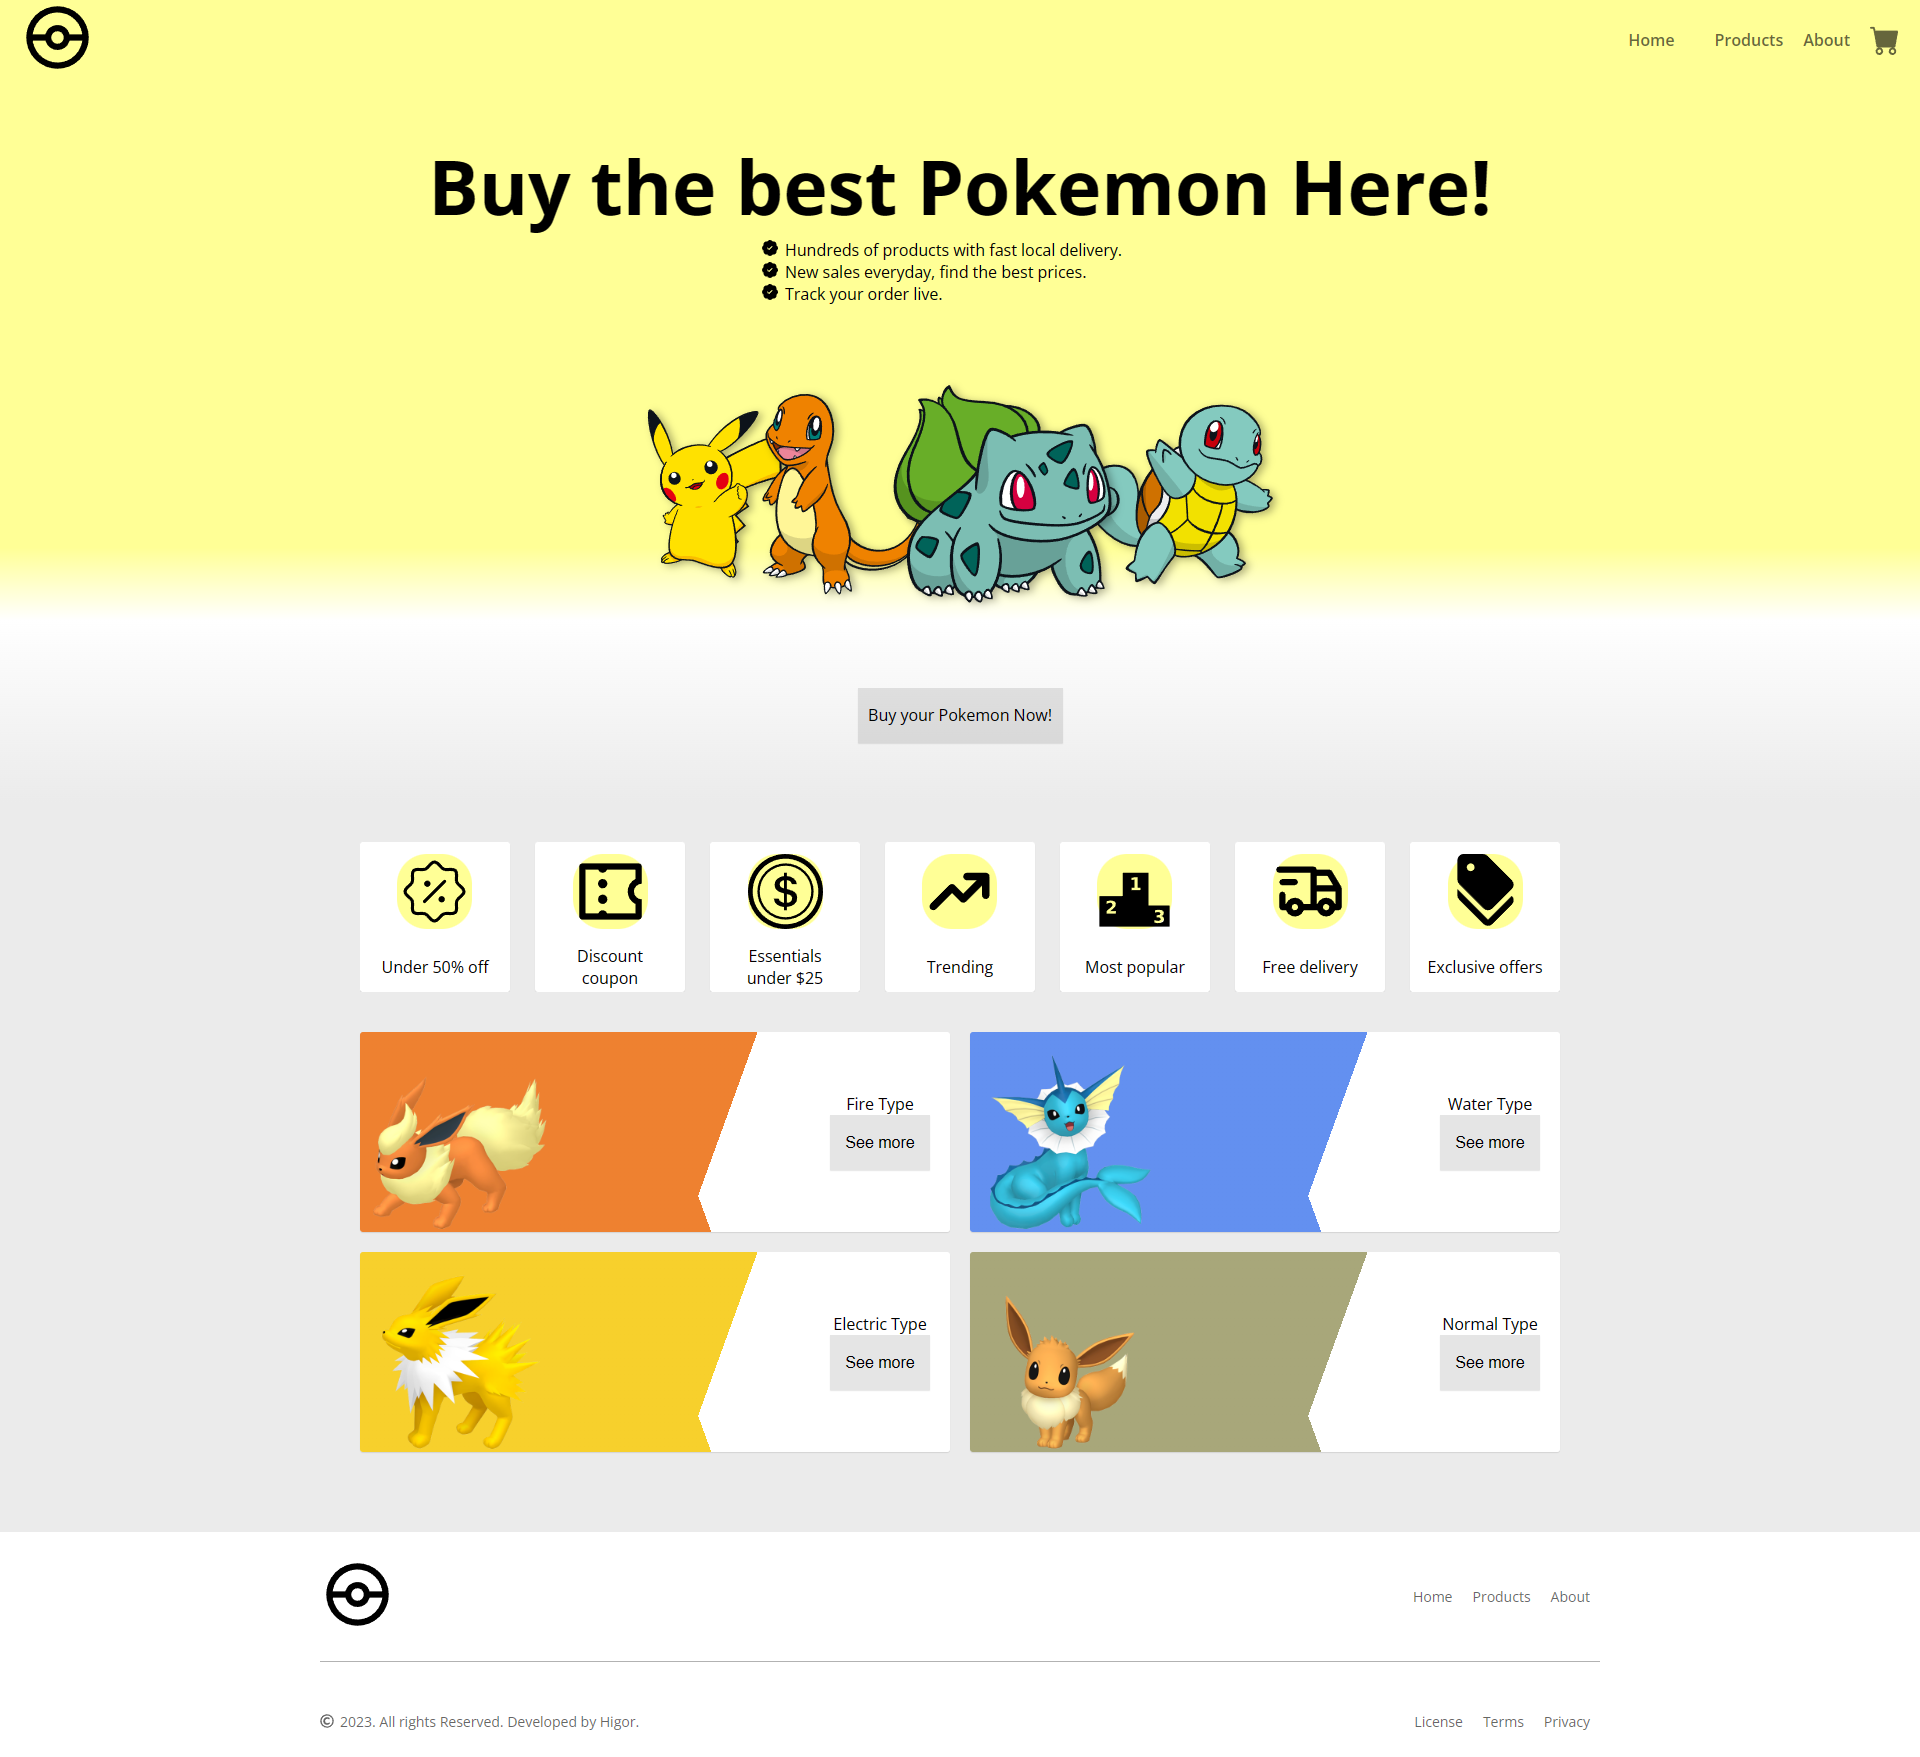 Home Products About
Buy the best Pokemon Here!
Hundreds of products with fast local delivery.
New sales everyday, find the best prices.
Track your order live.
Buy your Pokemon Now!
$
1
2
3
Under 50% off
Discount
coupon
Essentials
under $25
Trending
Most popular
Free delivery
Exclusive offers
Fire Type
See more
Water Type
See more
Electric Type
See more
Normal Type
See more
Home Products About
© 2023. All rights Reserved. Developed by Higor.
License Terms Privacy